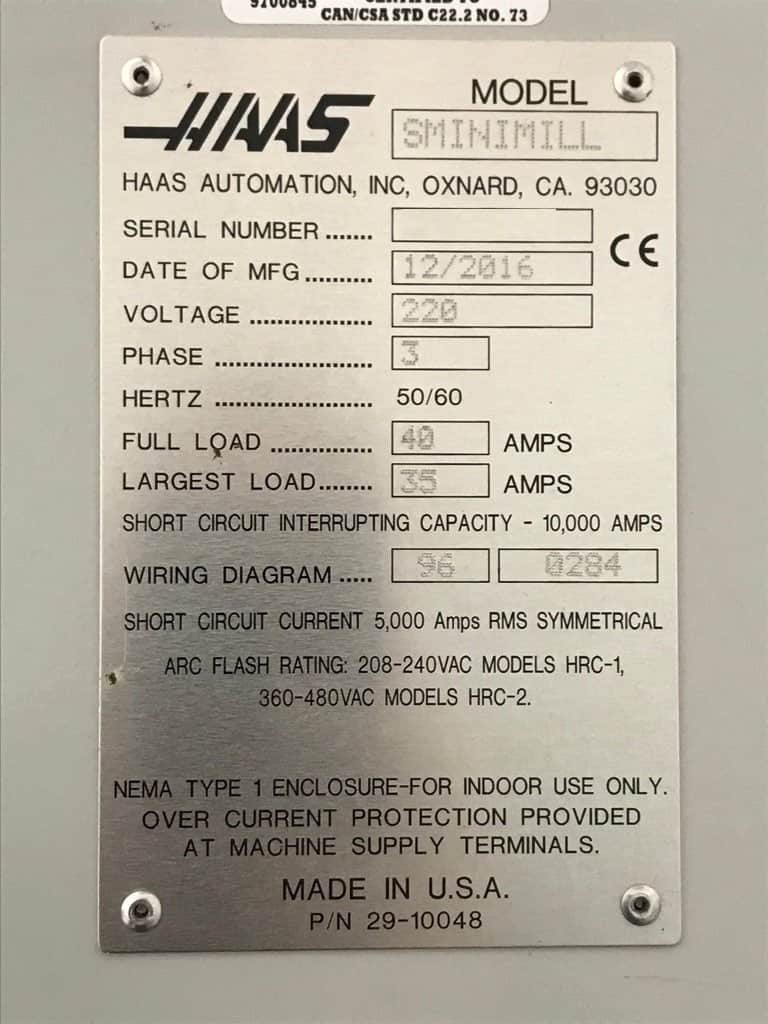 9700845 CERTIFIED TO
CAN/CSA STD C22.2 NO. 73
HAAS
MODEL
SMINIMILL
HAAS AUTOMATION, INC, OXNARD, CA. 93030
SERIAL NUMBER .......
CE
DATE OF MFG.......... 12/2016
VOLTAGE .................. 220
PHASE ....................... 3
HERTZ ....................... 50/60
FULL LOAD ............... 40 AMPS
LARGEST LOAD........ 35 AMPS
SHORT CIRCUIT INTERRUPTING CAPACITY - 10,000 AMPS
WIRING DIAGRAM ..... 96 0284
SHORT CIRCUIT CURRENT 5,000 Amps RMS SYMMETRICAL
ARC FLASH RATING: 208-240VAC MODELS HRC-1,
360-480VAC MODELS HRC-2.
NEMA TYPE 1 ENCLOSURE-FOR INDOOR USE ONLY.
OVER CURRENT PROTECTION PROVIDED
AT MACHINE SUPPLY TERMINALS.
MADE IN U.S.A.
P/N 29-10048